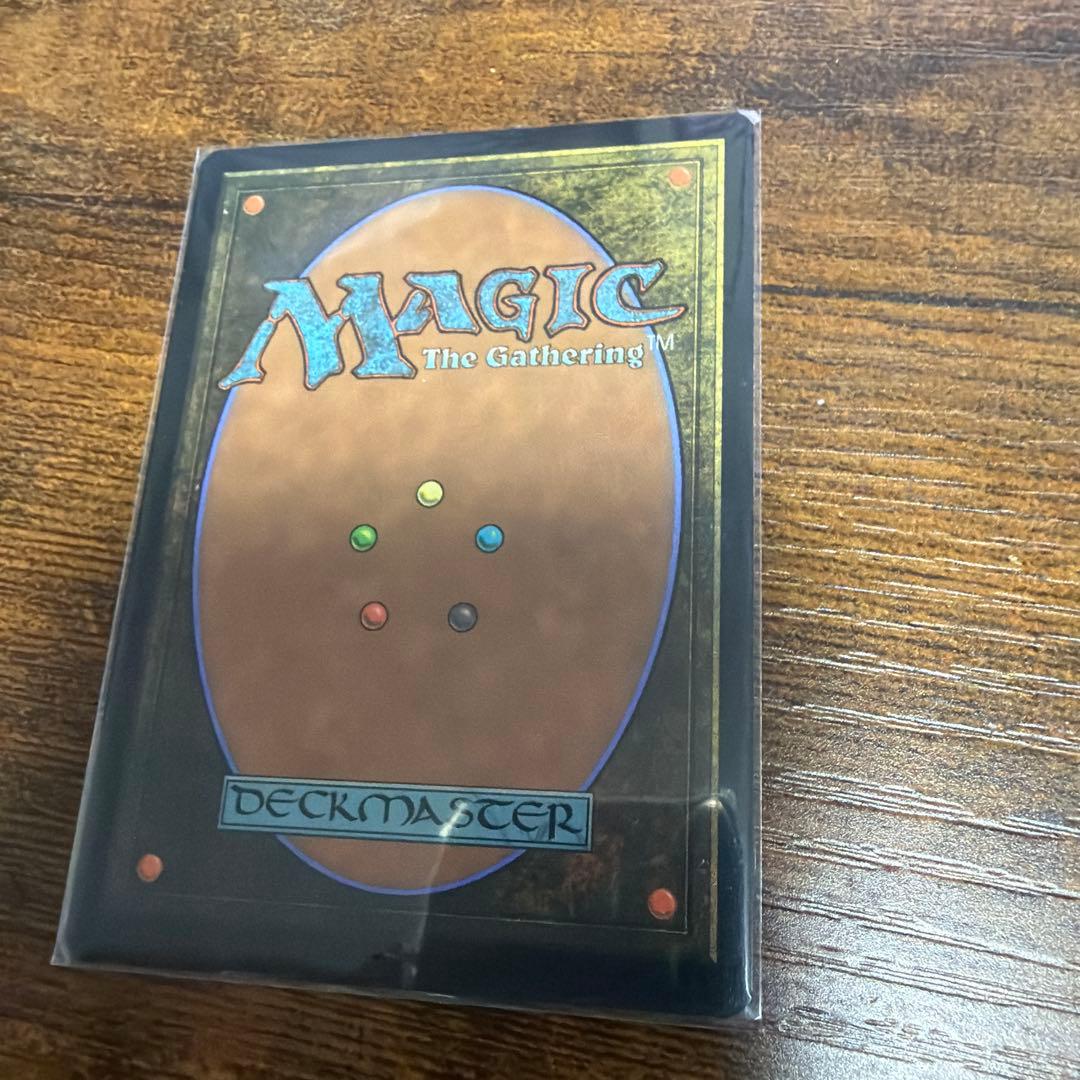 MAGIC
The Gathering™
DECKMASTER